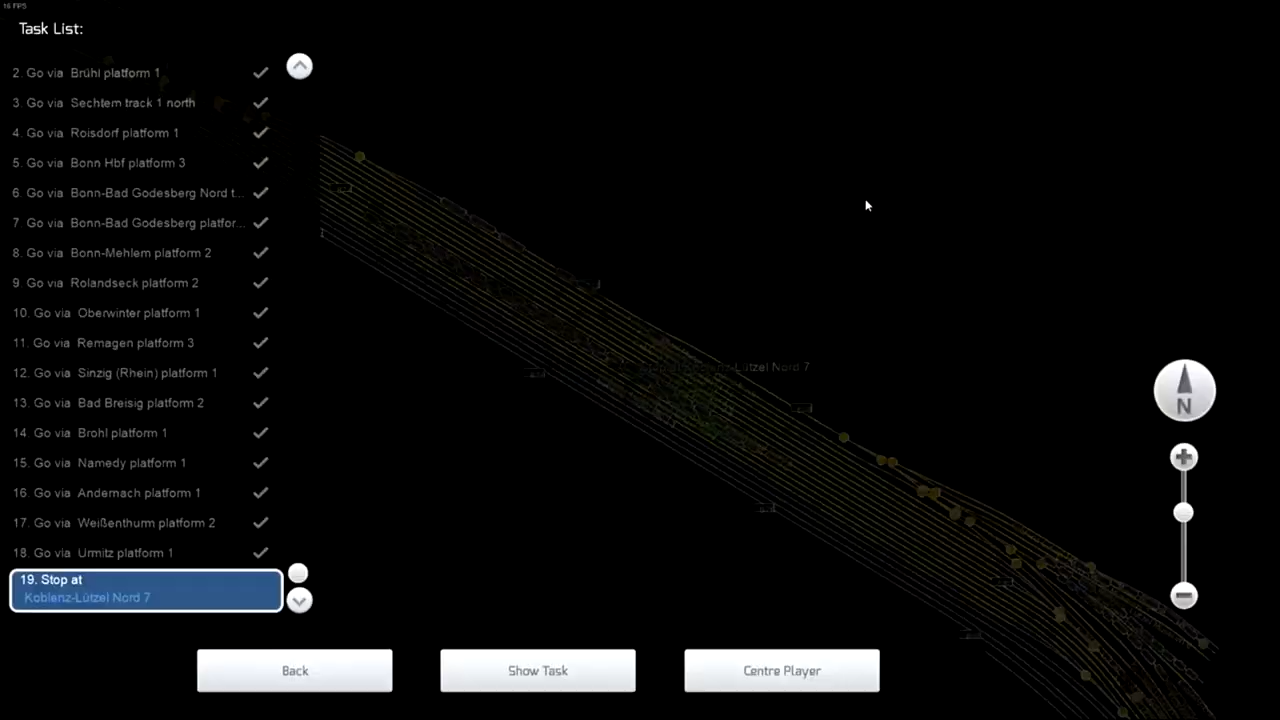 16 FPS
Task List:
2. Go via Brühl platform 1
3. Go via Sechtem track 1 north
4. Go via Roisdorf platform 1
5. Go via Bonn Hbf platform 3
6. Go via Bonn-Bad Godesberg Nord t...
7 Go via Bonn-Bad Godesberg platfor...
8. Go via Bonn-Mehlem platform 2
9. Go via Rolandseck platform 2
10. Go via Oberwinter platform 1
11. Go via Remagen platform 3
12. Go via Sinzig (Rhein) platform 1
13. Go via Bad Breisig platform 2
14. Go via Brohl platform 1
15. Go via Namedy platform 1
16. Go via Andernach platform 1
17. Go via Weißenthurm platform 2
18. Go via Urmitz platform 1
19. Stop at
Koblenz-Lützel Nord 7
Lützel Nord 7
N
Back
Show Task
Centre Player